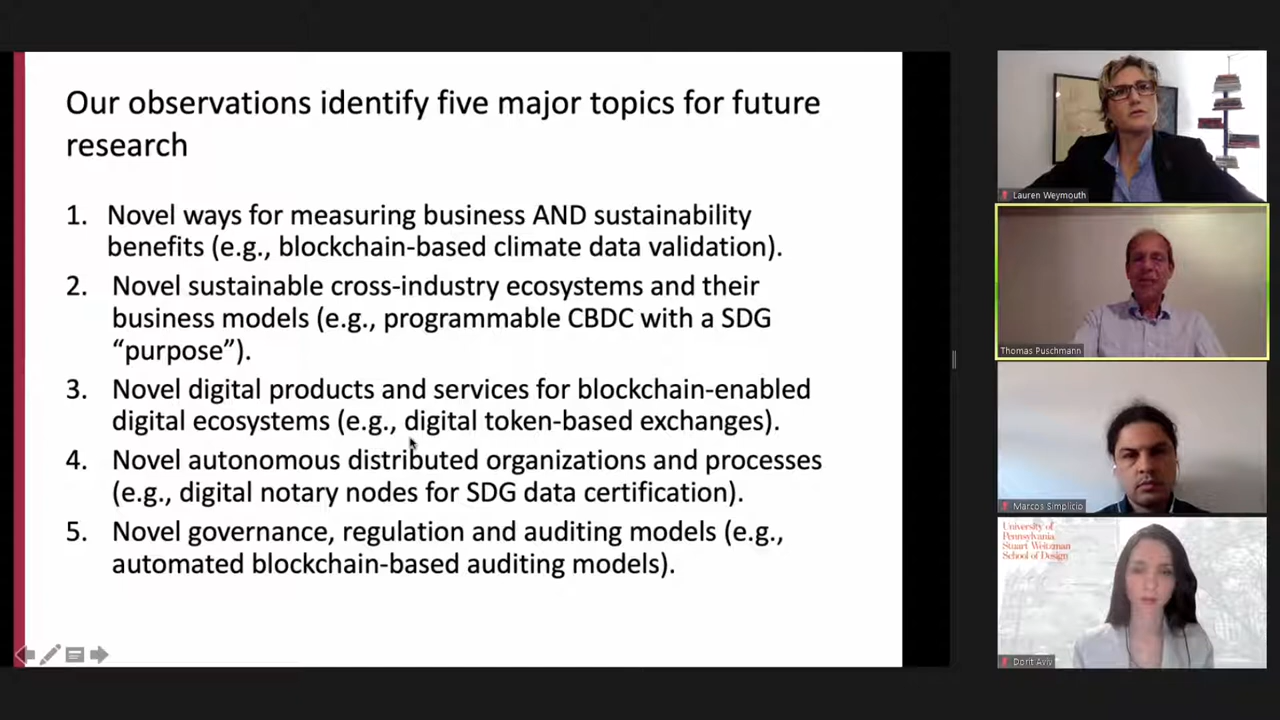 Our observations identify five major topics for future
research
1. Novel ways for measuring business AND sustainability
benefits (e.g., blockchain-based climate data validation).
2. Novel sustainable cross-industry ecosystems and their
business models (e.g., programmable CBDC with a SDG
“purpose”).
3. Novel digital products and services for blockchain-enabled
digital ecosystems (e.g., digital token-based exchanges).
4. Novel autonomous distributed organizations and processes
(e.g., digital notary nodes for SDG data certification).
5. Novel governance, regulation and auditing models (e.g.,
automated blockchain-based auditing models).
Lauren Weymouth
Thomas Puschmann
Marcos Simplicio
University of
Pennsylvania
Stuart Weitzman
School of Design
Dorit Aviv